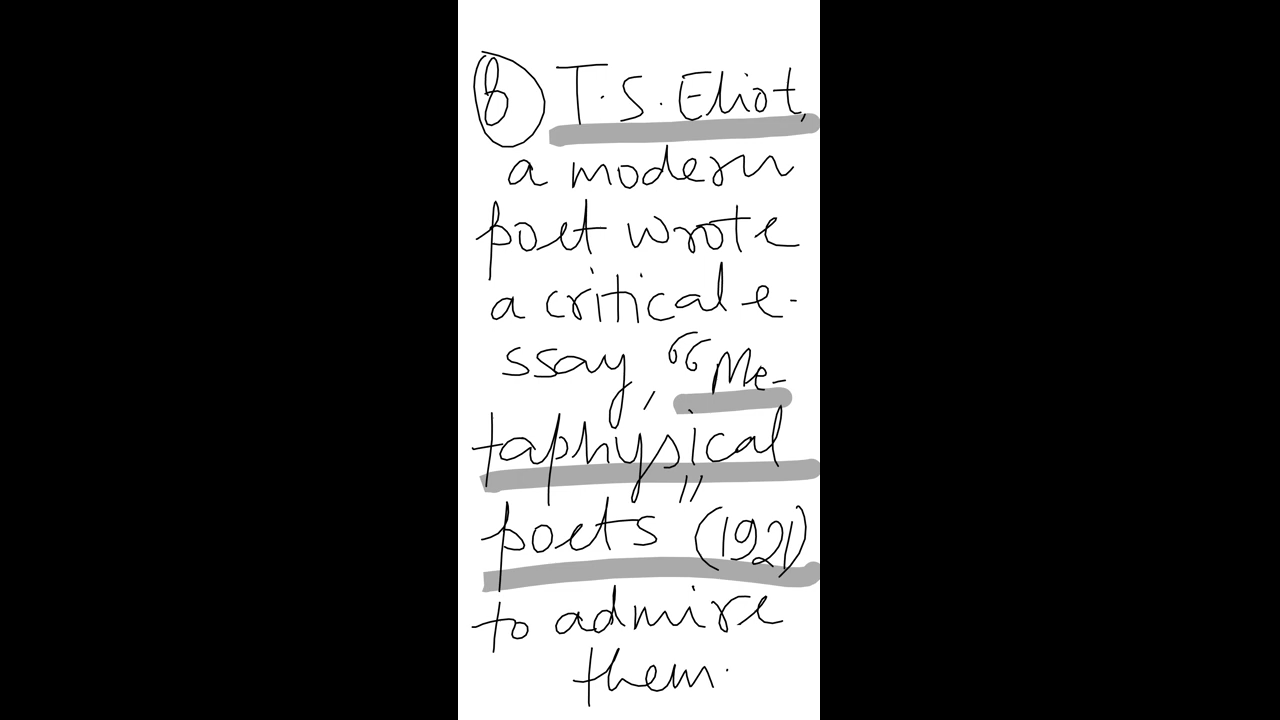 8 T.S. Eliot,
a modern
poet wrote
a critical e-
ssay, "Me-
taphysical
poets" (1921)
to admire
them.